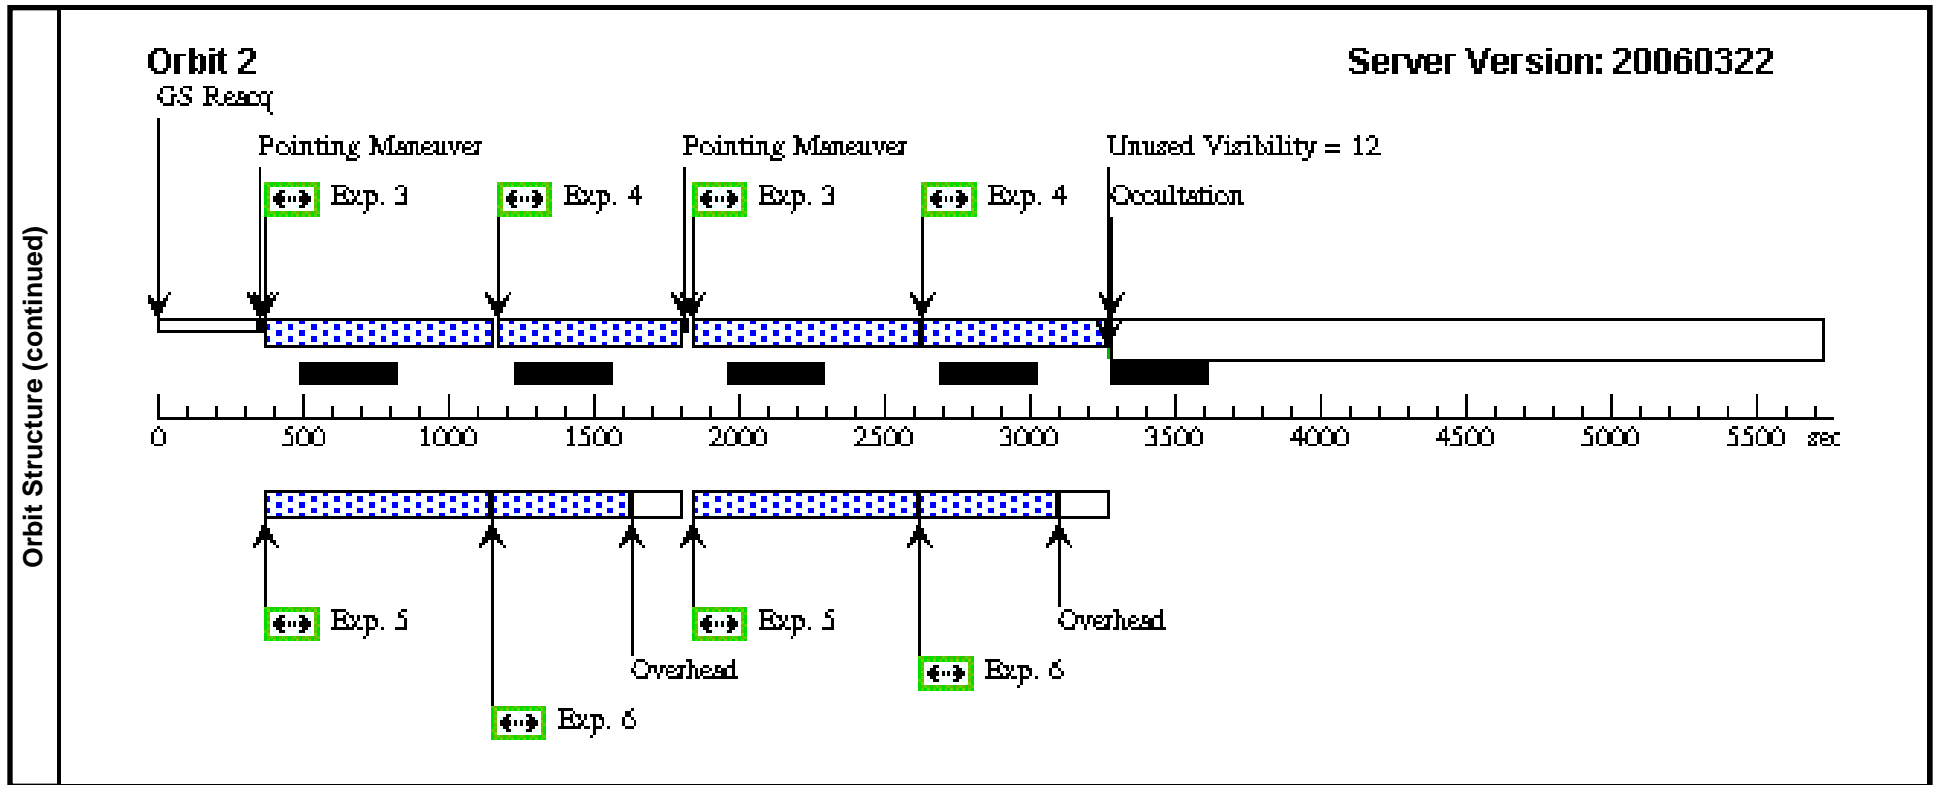 Orbit 2
Server Version: 20060322
GS Reacq
Pointing Maneuver
Pointing Maneuver
Unused Visibility = 12
Exp. 3
Exp. 4
Exp. 3
Exp. 4
Occultation
Orbit Structure (continued)
0 500 1000 1500 2000 2500 3000 3500 4000 4500 5000 5500 sec
Exp. 5
Exp. 5
Overhead
Overhead
Exp. 6
Exp. 6